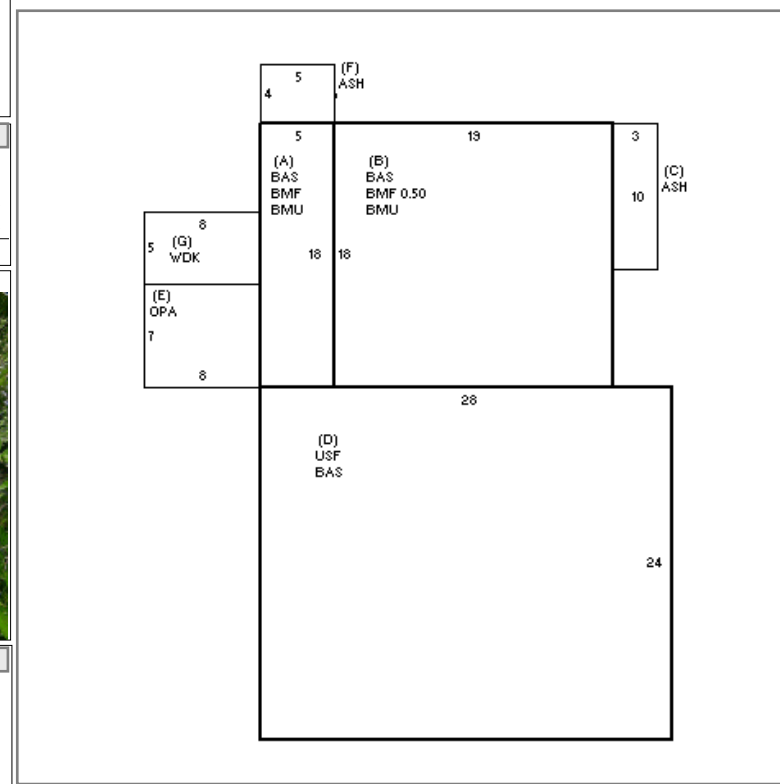 5
(F)
ASH
4
5
19
3
(A)
BAS
BMF
BMU
(B)
BAS
BMF 0.50
BMU
(C)
ASH
10
8
5
(G)
WDK
18
18
(E)
OPA
7
8
28
(D)
USF
BAS
24